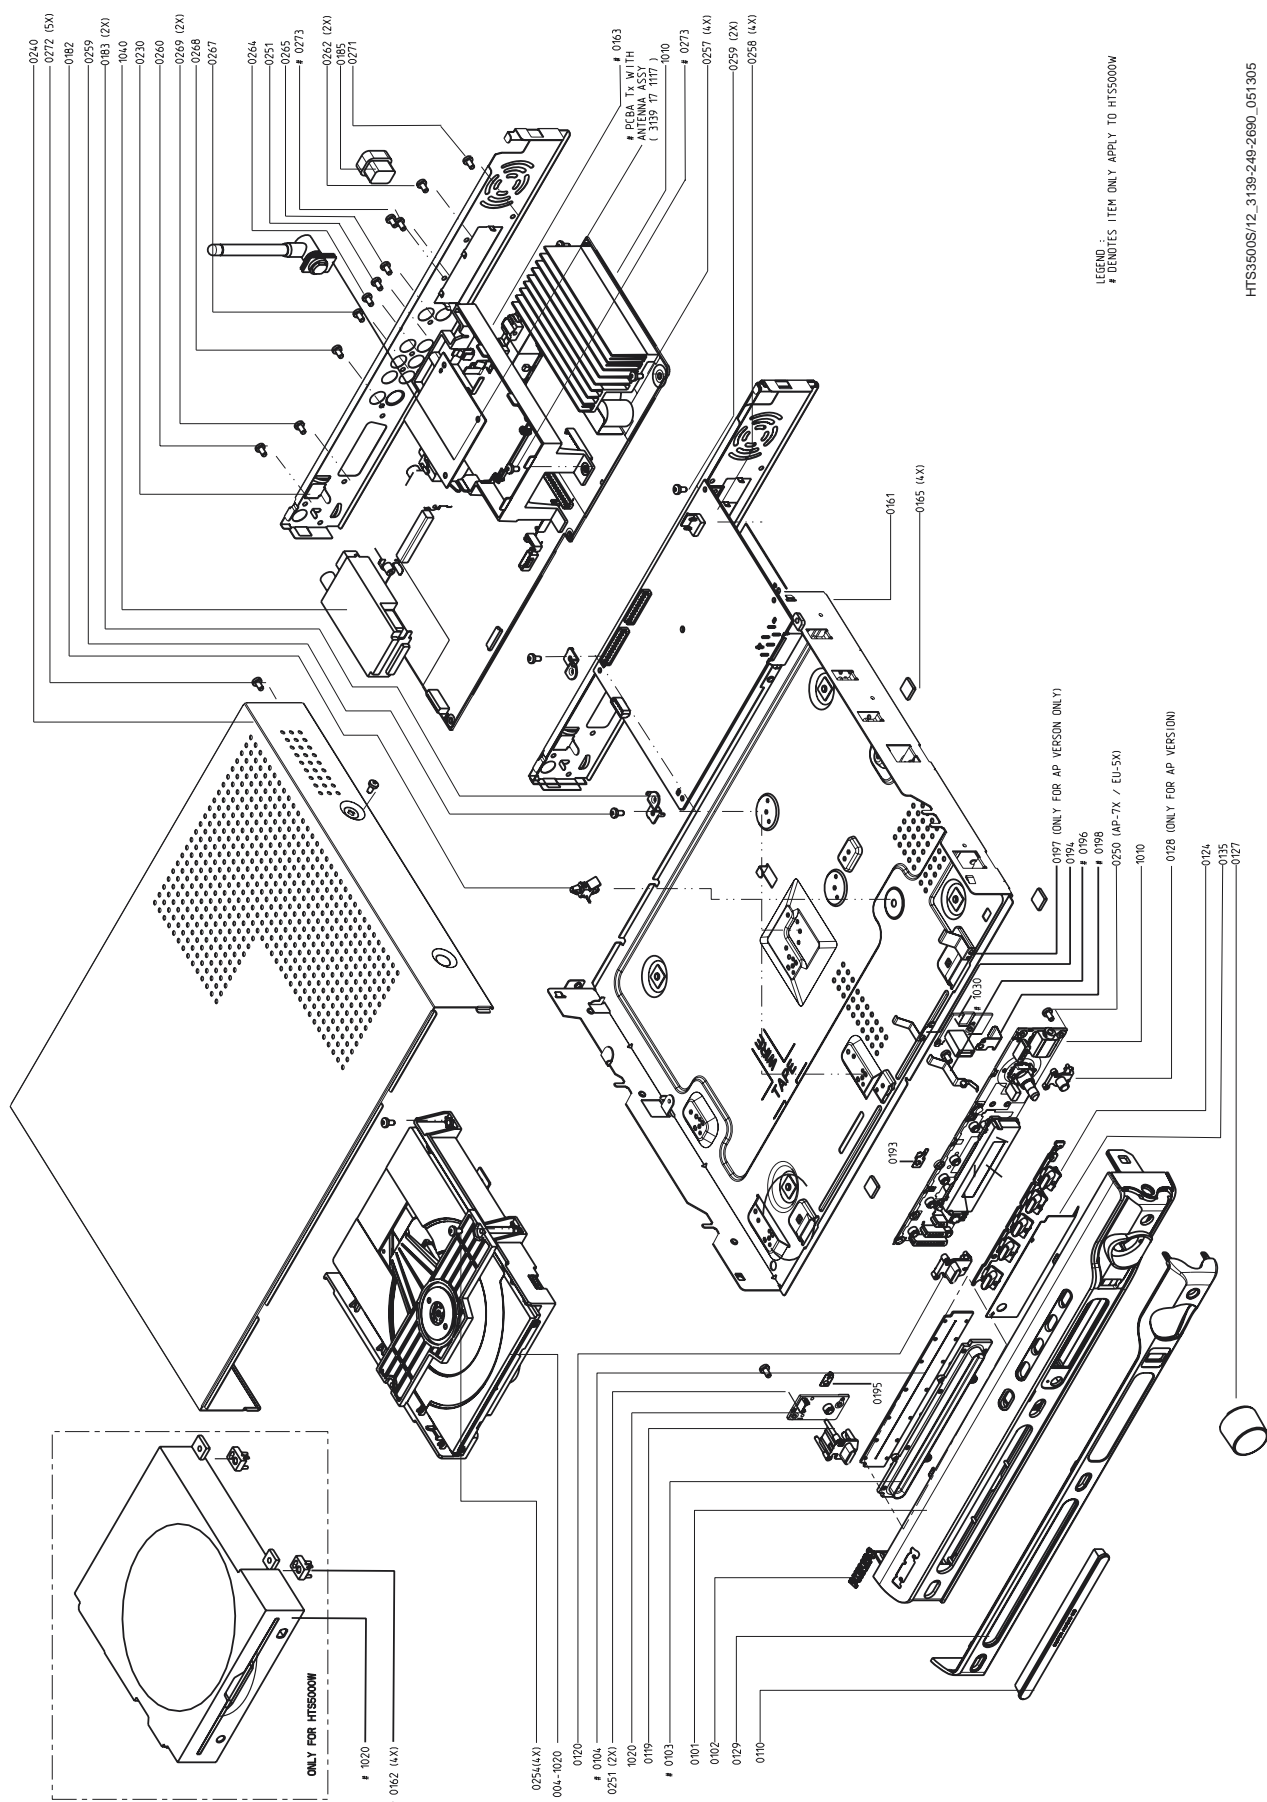 0240
0272 (5X)
0182
0259
0183 (2X)
1040
0230
0260
0269 (2X)
0268
0267
0264
0251
0265
# 0273
0262 (2X)
0185
0271
# 0163
# PCBA Tx WITH
ANTENNA ASSY
( 3139 17 1117 )
1010
# 0273
0257 (4X)
0259 (2X)
0258 (4X)
LEGEND :
# DENOTES ITEM ONLY APPLY TO HTS5000W
HTS3500S/12_3139-249-2690_051305
0161
0165 (4X)
0197 (ONLY FOR AP VERSON ONLY)
0194
# 0196
# 0198
0250 (AP-7X / EU-5X)
1010
0128 (ONLY FOR AP VERSION)
0124
0135
0127
# 1030
0193
0195
TAPE
ONLY FOR HTS5000W
# 1020
0162 (4X)
0254(4X)
004-1020
0120
# 0104
0251 (2X)
1020
0119
# 0103
0101
0102
0129
0110